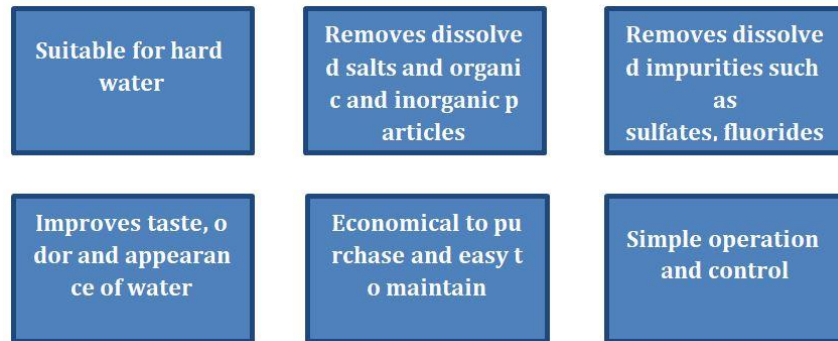 Suitable for hard
water
Removes dissolve
d salts and organi
c and inorganic p
articles
Removes dissolve
d impurities such
as
sulfates, fluorides
Improves taste, o
dor and appearan
ce of water
Economical to pu
rchase and easy t
o maintain
Simple operation
and control